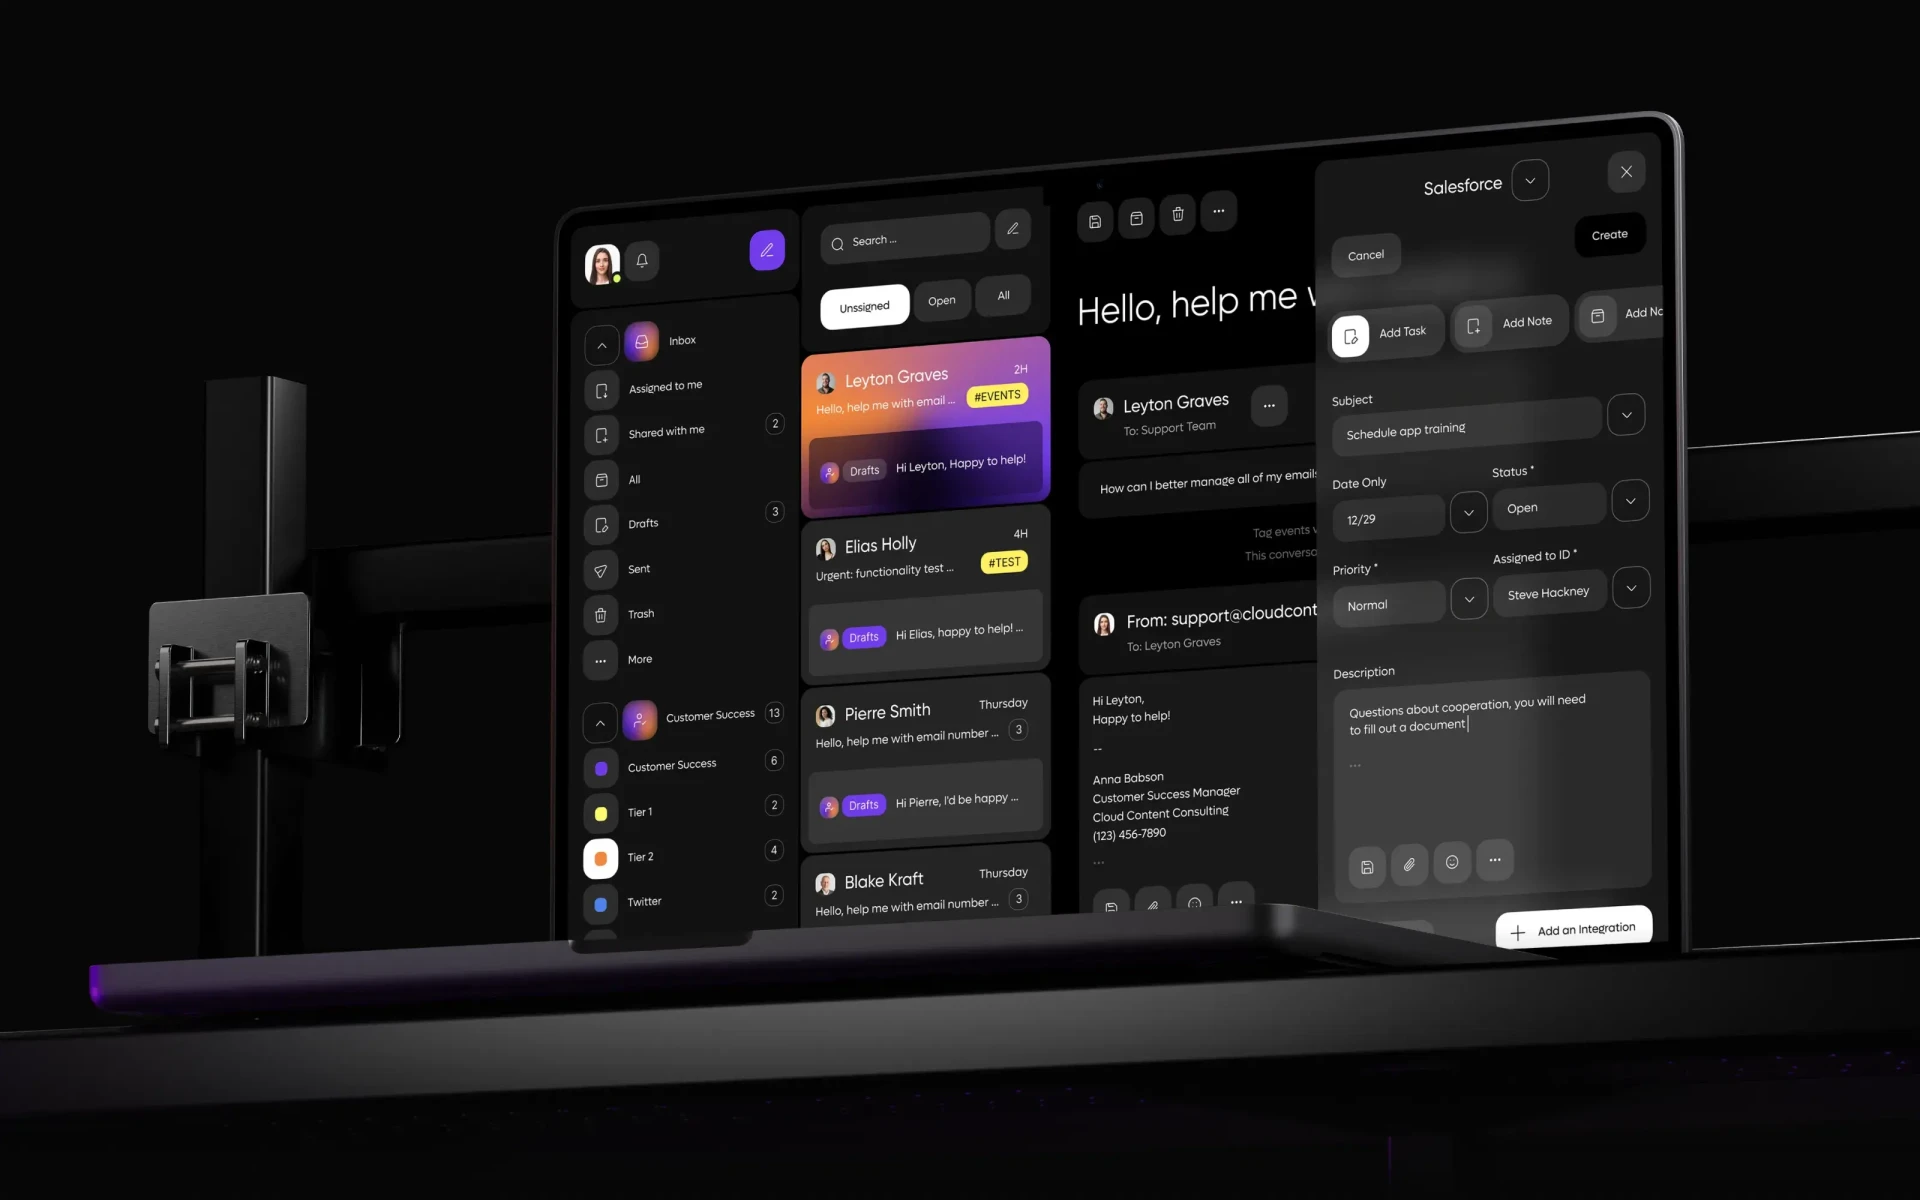 Inbox
Assigned to me
Shared with me
2
All
Drafts
3
Sent
Trash
More
Customer Success
13
Customer Success
6
Tier 1
2
Tier 2
4
Twitter
2
Search ...
Unsigned
Open
All
Leyton Graves
2H
Hello, help me with email ...
#EVENTS
Drafts
Hi Leyton, Happy to help!
Elias Holly
4H
Urgent: functionality test ...
#TEST
Drafts
Hi Elias, happy to help! ...
Pierre Smith
Thursday
Hello, help me with email number ...
3
Drafts
Hi Pierre, I'd be happy ...
Blake Kraft
Thursday
Hello, help me with email number ...
3
Hello, help me
Leyton Graves
To: Support Team
How can I better manage all of my emails
Tag events
This conversa
From: support@cloudcont
To: Leyton Graves
Hi Leyton,
Happy to help!
--
Anna Babson
Customer Success Manager
Cloud Content Consulting
(123) 456-7890
...
Salesforce
Cancel
Create
Add Task
Add Note
Add No
Subject
Schedule app training
Date Only
12/29
Status *
Open
Priority *
Normal
Assigned to ID *
Steve Hackney
Description
Questions about cooperation, you will need
to fill out a document
...
Add an Integration